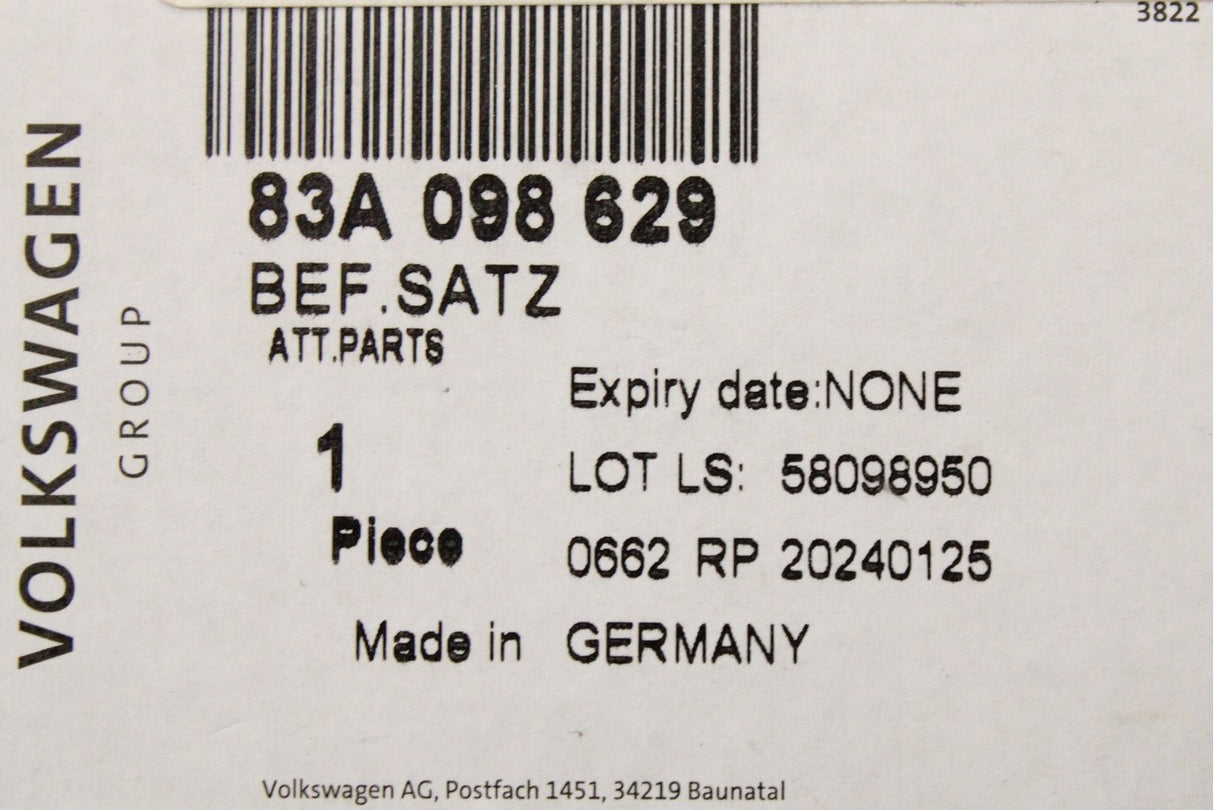 3822
VOLKSWAGEN
GROUP
83A 098 629
BEF.SATZ
ATT.PARTS
1
Piece
Expiry date:NONE
LOT LS: 58098950
0662 RP 20240125
Made in GERMANY
Volkswagen AG, Postfach 1451, 34219 Baunatal